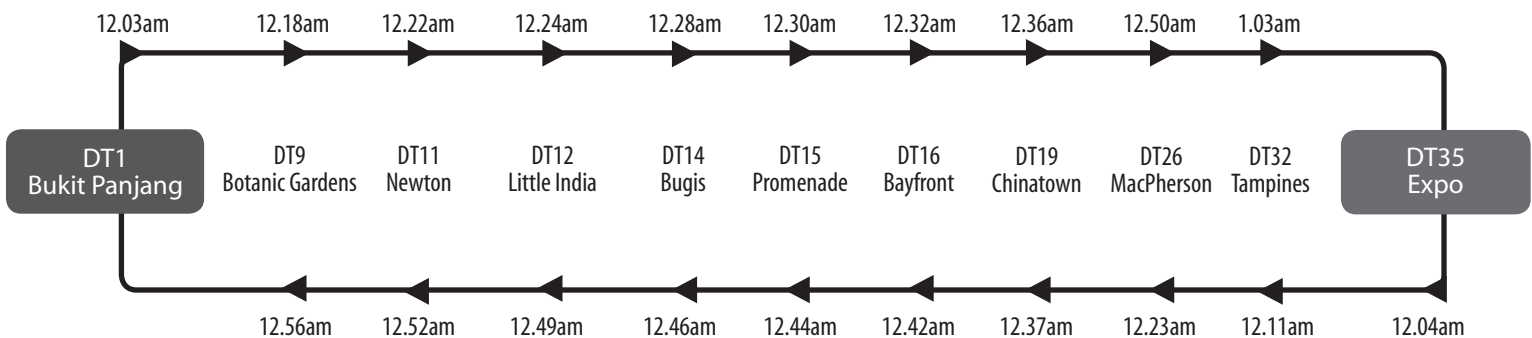 12.03am 12.18am 12.22am 12.24am 12.28am 12.30am 12.32am 12.36am 12.50am 1.03am
DT1 DT9 DT11 DT12 DT14 DT15 DT16 DT19 DT26 DT32 DT35
Bukit Panjang Botanic Gardens Newton Little India Bugis Promenade Bayfront Chinatown MacPherson Tampines Expo
12.56am 12.52am 12.49am 12.46am 12.44am 12.42am 12.37am 12.23am 12.11am 12.04am